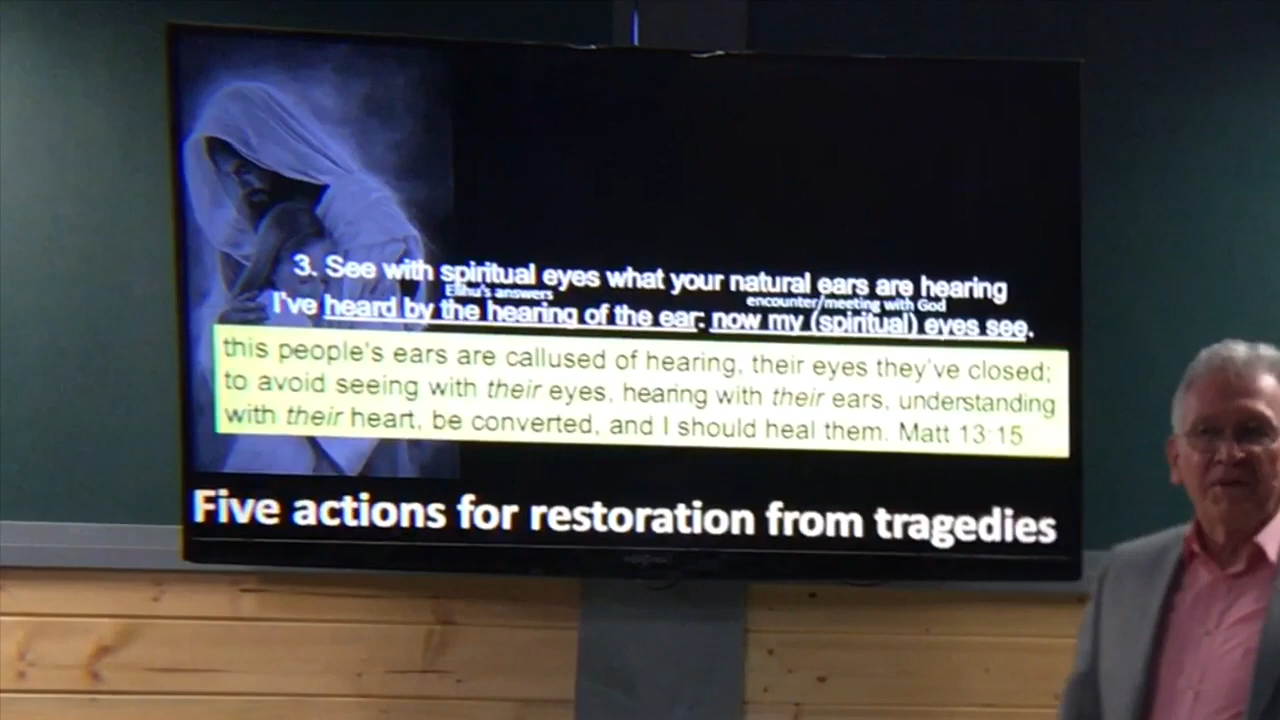 3. See with spiritual eyes what your natural ears are hearing
Elihu's answers encounter/meeting with God
I've heard by the hearing of the ear: now my (spiritual) eyes see.
this people's ears are callused of hearing, their eyes they've closed;
to avoid seeing with their eyes, hearing with their ears, understanding
with their heart, be converted, and I should heal them. Matt 13:15
Five actions for restoration from tragedies